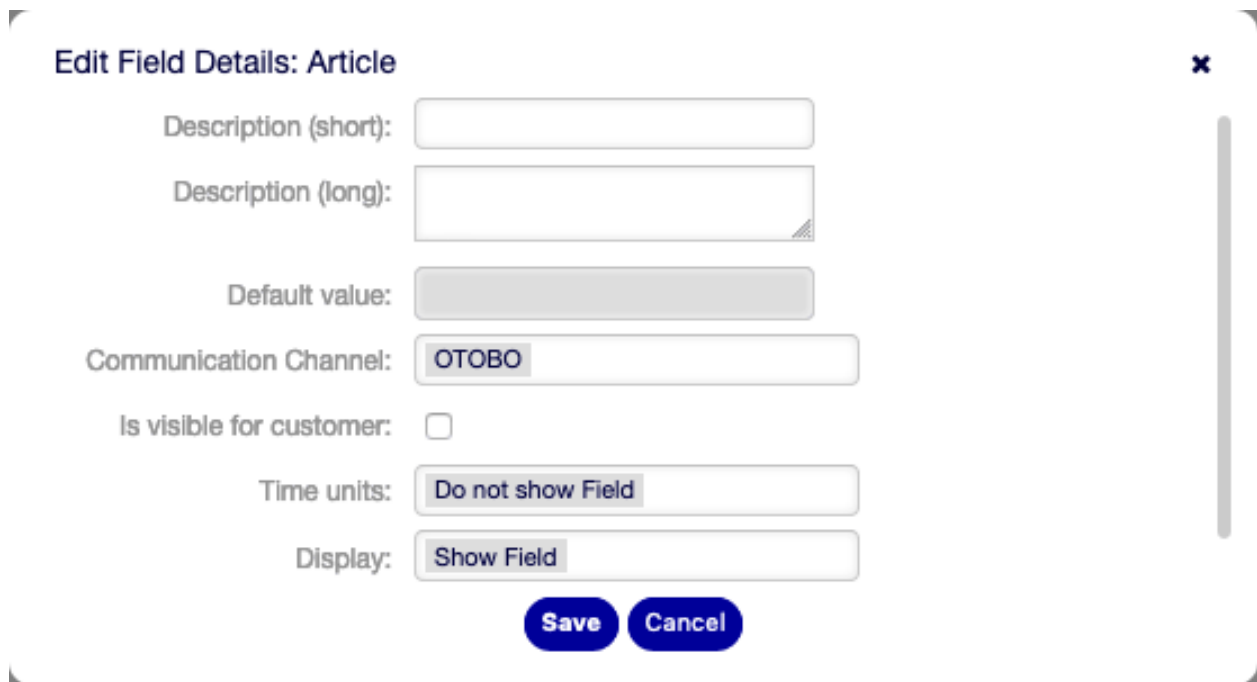 Edit Field Details: Article
Description (short):
Description (long):
Default value:
Communication Channel: OTOBO
Is visible for customer:
Time units: Do not show Field
Display: Show Field
Save Cancel